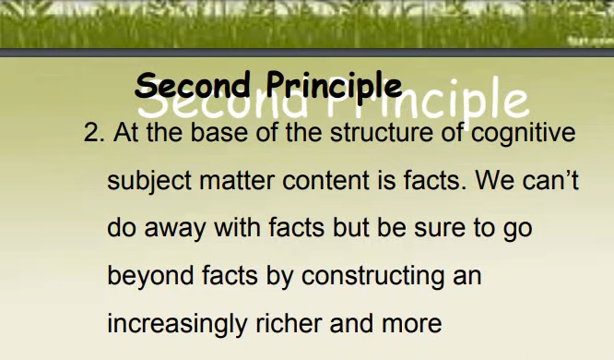 Second Principle
2. At the base of the structure of cognitive
subject matter content is facts. We can't
do away with facts but be sure to go
beyond facts by constructing an
increasingly richer and more